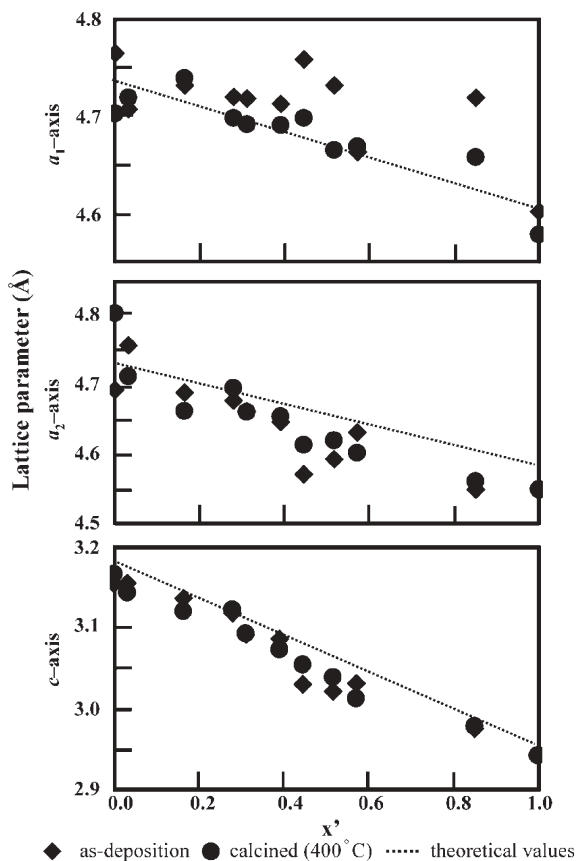 4.8
4.7
4.6
a₁–axis
4.8
4.7
4.6
4.5
a₂–axis
Lattice parameter (Å)
3.2
3.1
3.0
2.9
c–axis
0.0 0.2 0.4 0.6 0.8 1.0
x’
as-deposition calcined (400°C) theoretical values